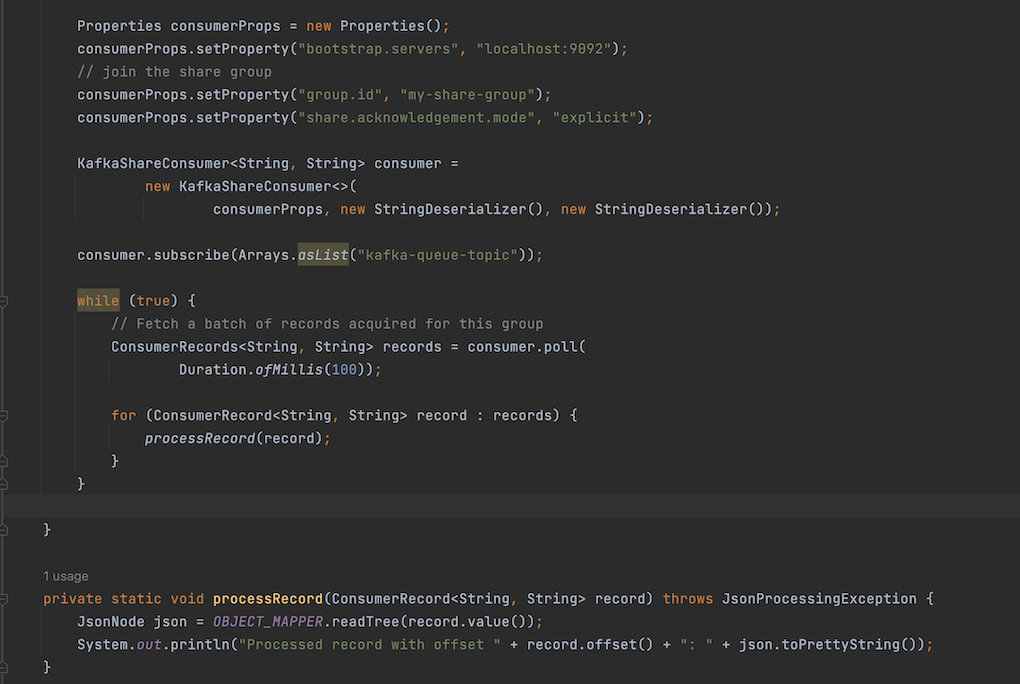 Properties consumerProps = new Properties();
consumerProps.setProperty("bootstrap.servers", "localhost:9092");
// join the share group
consumerProps.setProperty("group.id", "my-share-group");
consumerProps.setProperty("share.acknowledgement.mode", "explicit");
KafkaShareConsumer<String, String> consumer =
new KafkaShareConsumer<>(
consumerProps, new StringDeserializer(), new StringDeserializer());
consumer.subscribe(Arrays.asList("kafka-queue-topic"));
while (true) {
// Fetch a batch of records acquired for this group
ConsumerRecords<String, String> records = consumer.poll(
Duration.ofMillis(100));
for (ConsumerRecord<String, String> record : records) {
processRecord(record);
}
}
}
1 usage
private static void processRecord(ConsumerRecord<String, String> record) throws JsonProcessingException {
JsonNode json = OBJECT_MAPPER.readTree(record.value());
System.out.println("Processed record with offset " + record.offset() + ": " + json.toPrettyString());
}